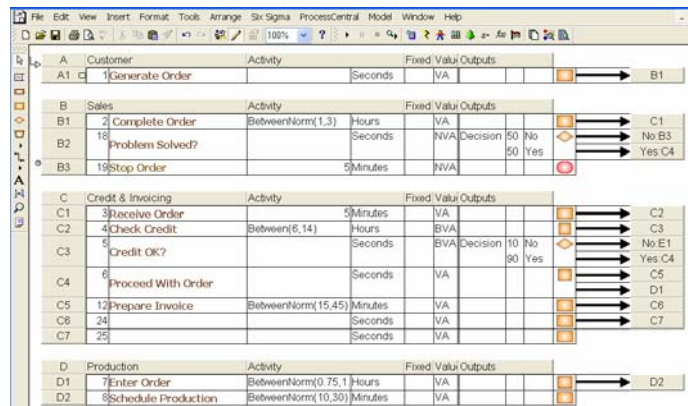 File Edit View Insert Format Tools Arrange Six Sigma ProcessCentral Model Window Help
100%
A Customer Activity Fixed Valu Outputs
A1 1 Generate Order Seconds VA B1
B Sales Activity Fixed Valu Outputs
B1 2 Complete Order BetweenNorm(1,3) Hours VA C1
B2 18 Problem Solved? Seconds NVA Decision 50 No No:B3
50 Yes Yes:C4
B3 19 Stop Order 5 Minutes NVA
C Credit & Invoicing Activity Fixed Valu Outputs
C1 3 Receive Order 5 Minutes VA C2
C2 4 Check Credit Between(6,14) Hours BVA C3
C3 5 Credit OK? Seconds BVA Decision 10 No No:E1
90 Yes Yes:C4
C4 6 Proceed With Order Seconds VA C5
D1
C5 12 Prepare Invoice BetweenNorm(15,45) Minutes VA C6
C6 24 Seconds VA C7
C7 25 Seconds VA
D Production Activity Fixed Valu Outputs
D1 7 Enter Order BetweenNorm(0.75,1. Hours VA D2
D2 8 Schedule Production BetweenNorm(10,30) Minutes VA